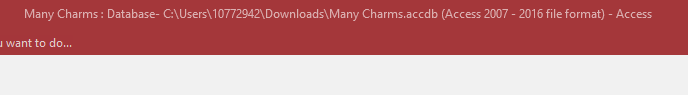 Many Charms : Database- C:\Users\10772942\Downloads\Many Charms.accdb (Access 2007 - 2016 file format) - Access
u want to do...